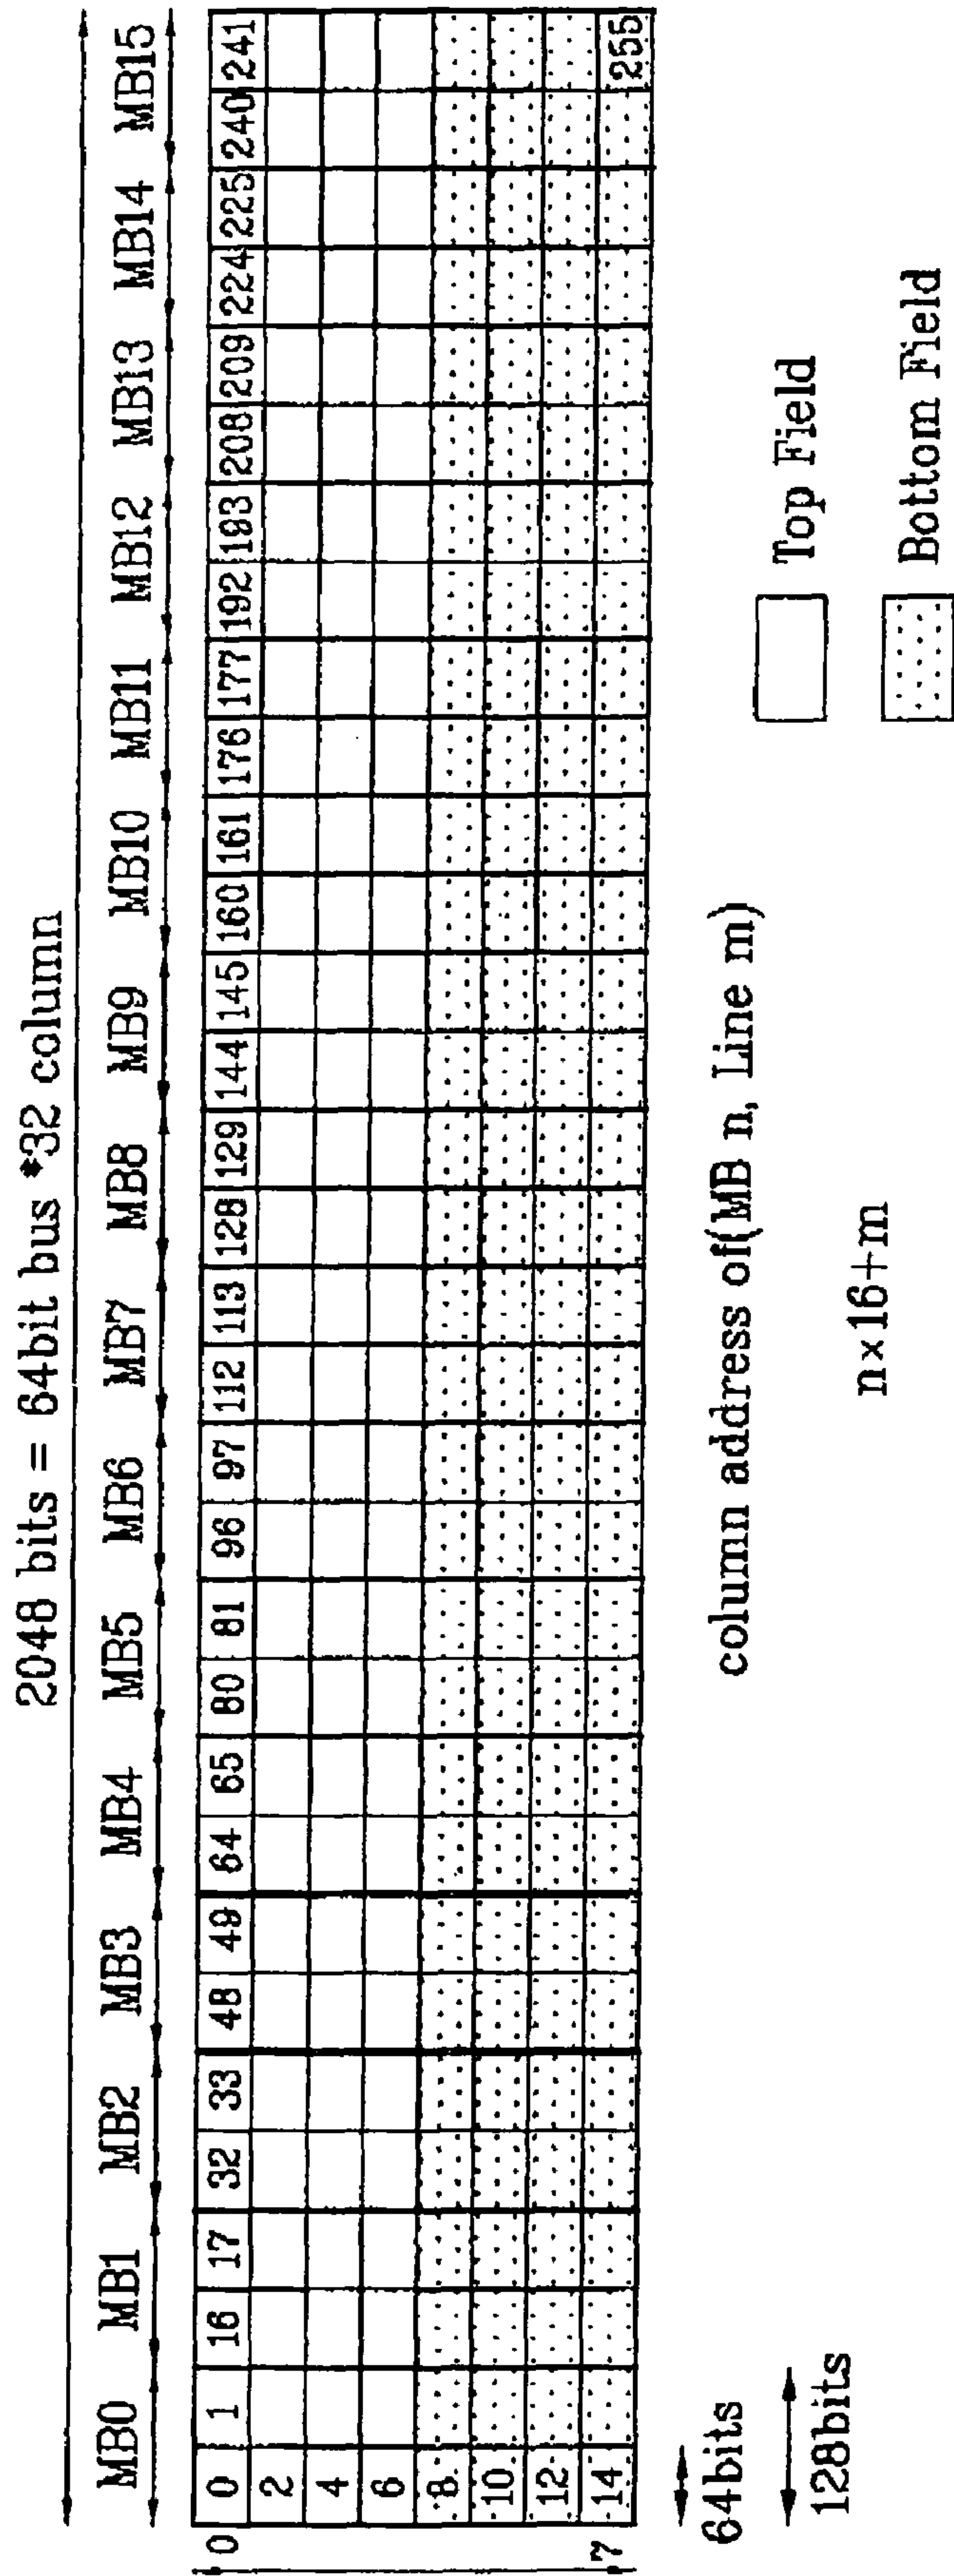 2048 bits = 64bit bus *32 column
MB0 MB1 MB2 MB3 MB4 MB5 MB6 MB7 MB8 MB9 MB10 MB11 MB12 MB13 MB14 MB15
0 0 1 16 17 32 33 48 49 64 65 80 81 96 97 112 113 128 129 144 145 160 161 176 177 192 193 208 209 224 225 240 241
2
4
6
8
10
12
7 14 255
64bits
128bits
column address of(MB n, Line m)
n×16+m
Top Field
Bottom Field